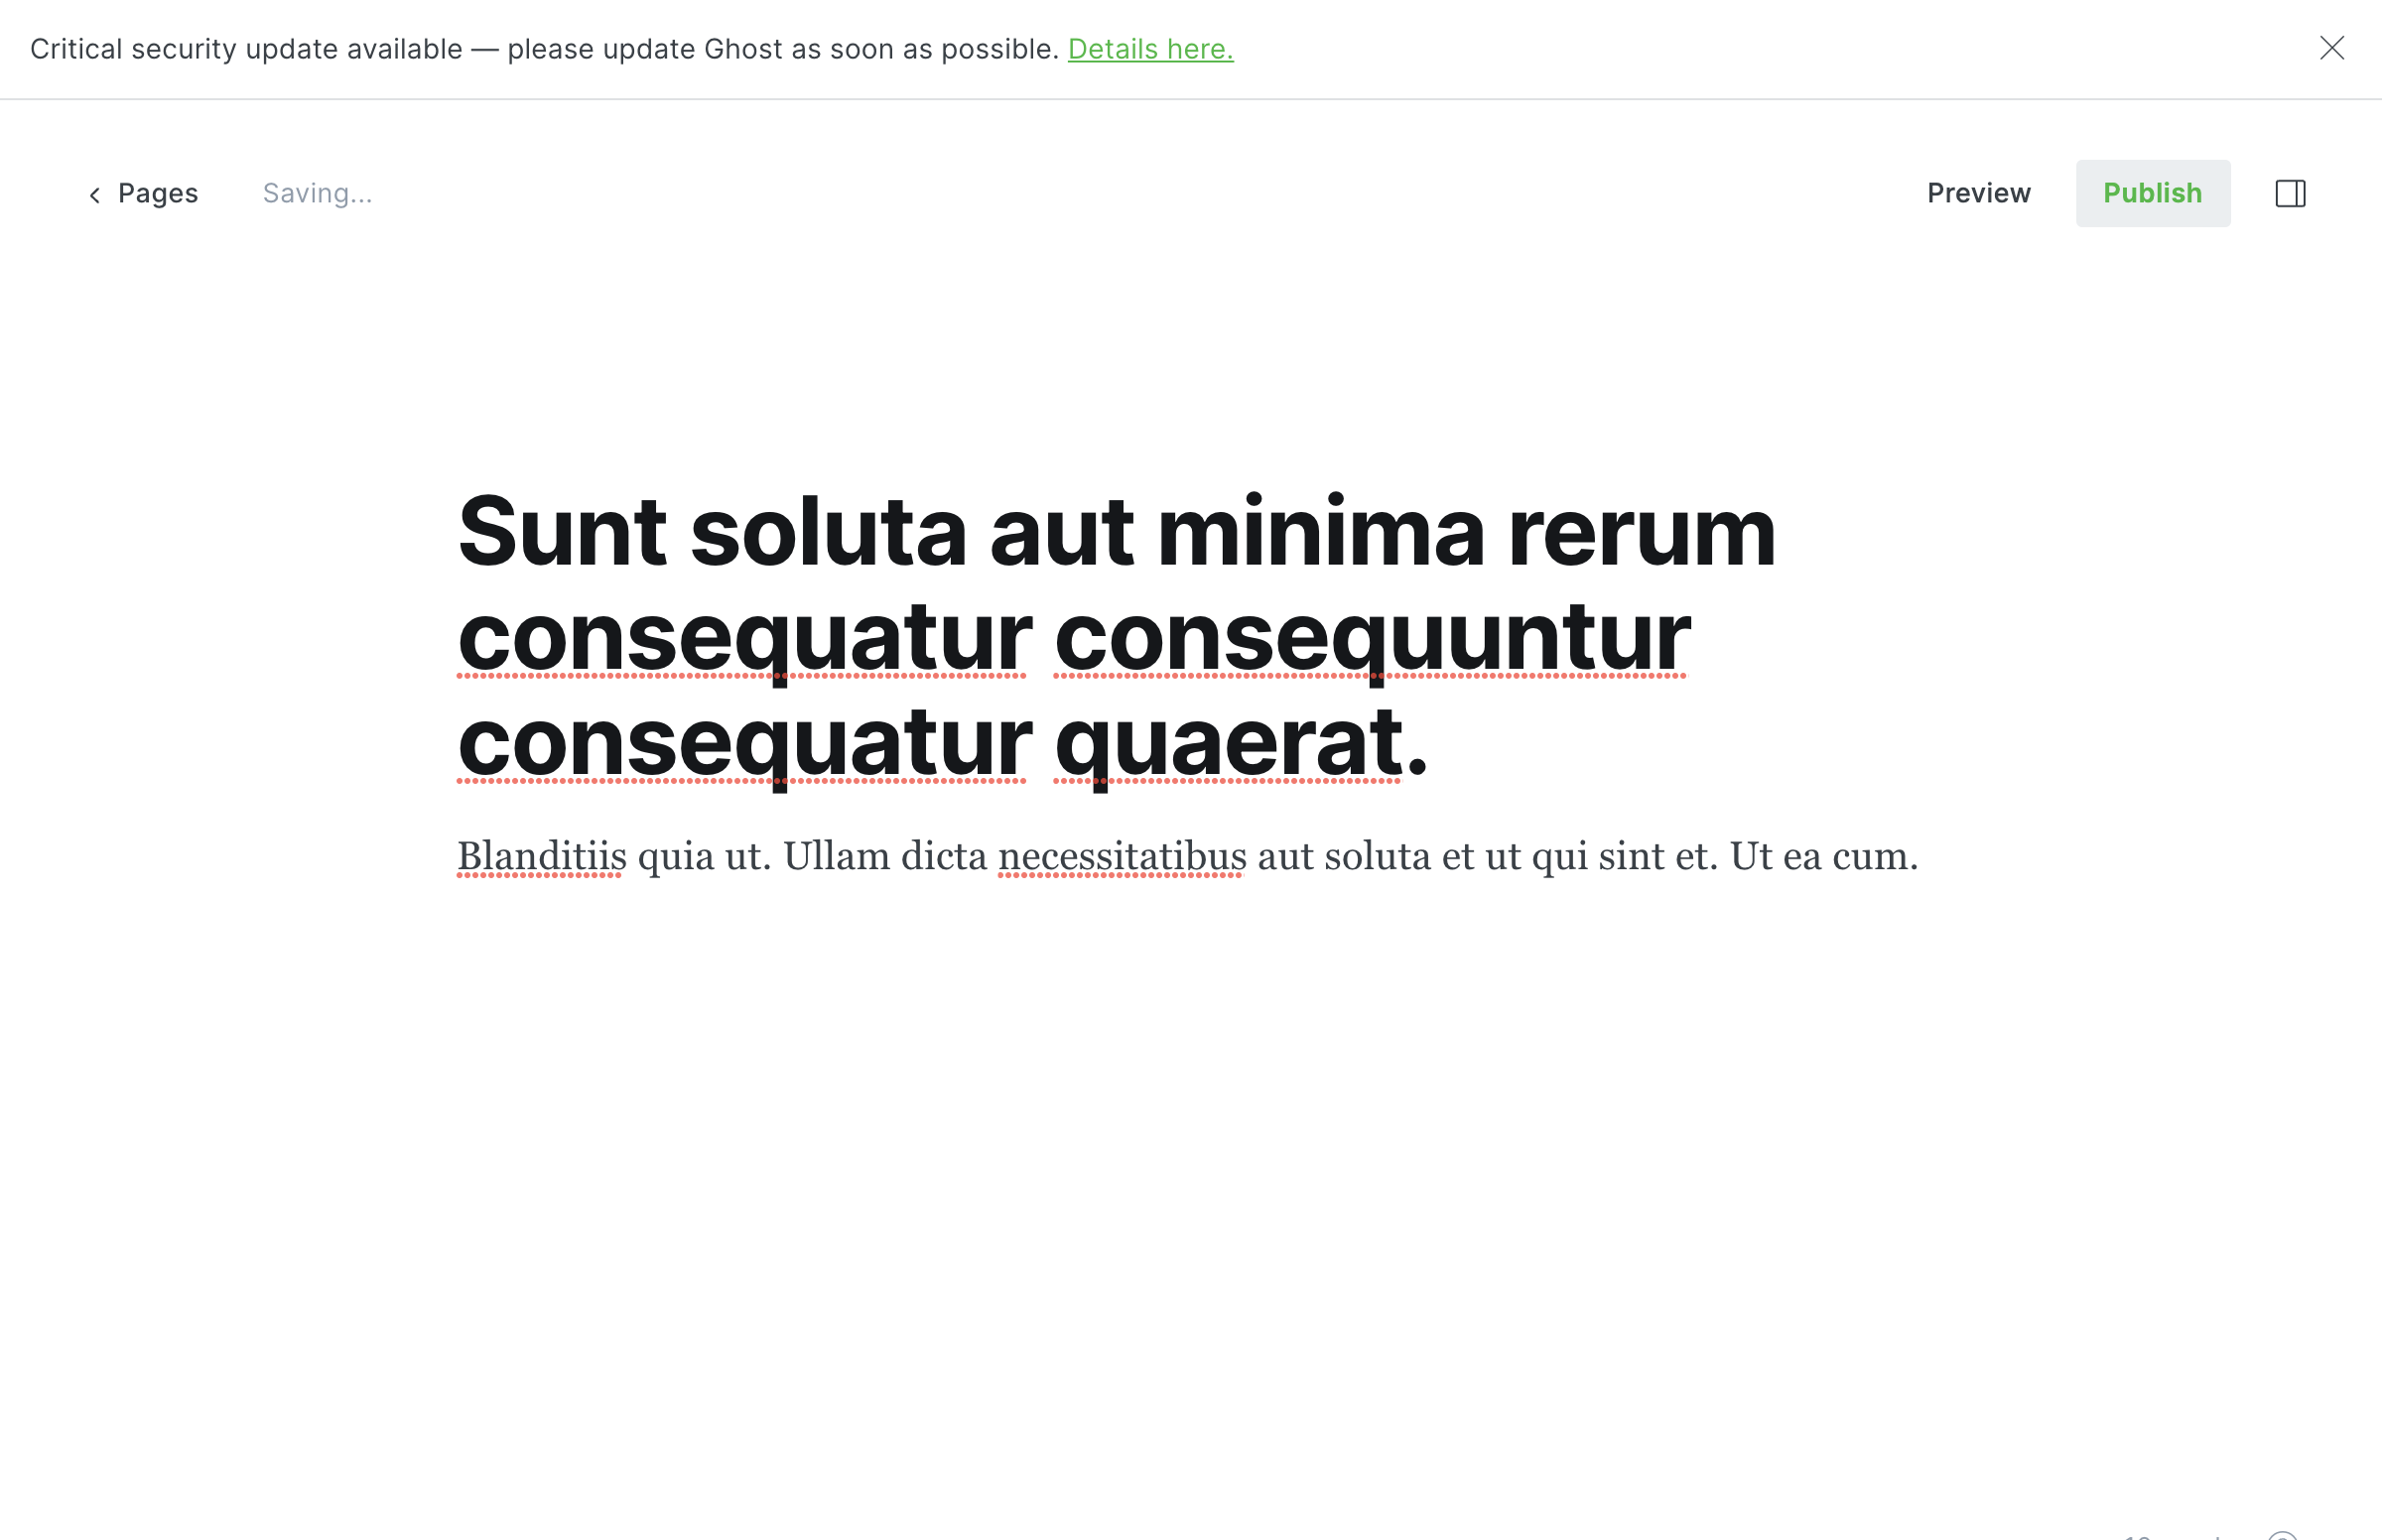 Critical security update available — please update Ghost as soon as possible. Details here.
Pages Saving... Preview Publish
Sunt soluta aut minima rerum
consequatur consequuntur
consequatur quaerat.
Blanditiis quia ut. Ullam dicta necessitatibus aut soluta et ut qui sint et. Ut ea cum.